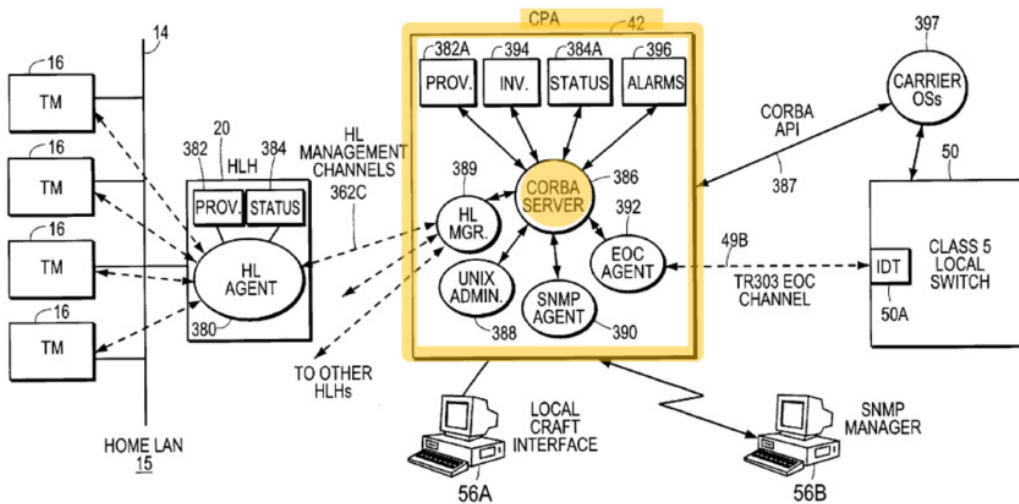 CPA
42
14
16
TM
16
TM
16
TM
16
TM
20
HLH
382
384
PROV.
STATUS
HL
AGENT
380
HOME LAN
15
HL
MANAGEMENT
CHANNELS
362C
TO OTHER
HLHs
382A
394
384A
396
PROV.
INV.
STATUS
ALARMS
CORBA
SERVER
386
389
HL
MGR.
392
EOC
AGENT
UNIX
ADMIN.
388
SNMP
AGENT
390
397
CARRIER
OSs
CORBA
API
387
50
CLASS 5
LOCAL
SWITCH
IDT
50A
49B
TR303 EOC
CHANNEL
LOCAL
CRAFT
INTERFACE
56A
SNMP
MANAGER
56B